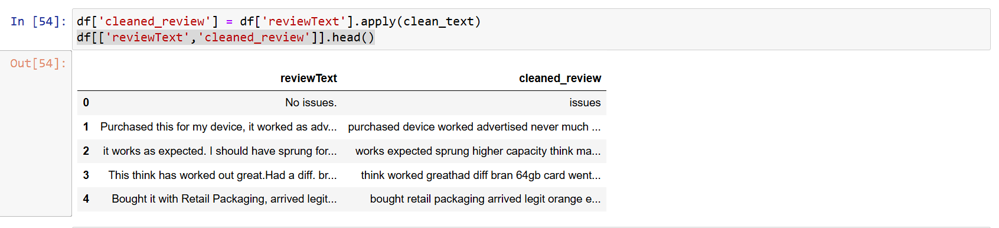 In [54]: df['cleaned_review'] = df['reviewText'].apply(clean_text)
df[['reviewText','cleaned_review']].head()
Out[54]:
reviewText cleaned_review
0 No issues. issues
1 Purchased this for my device, it worked as adv... purchased device worked advertised never much ...
2 it works as expected. I should have sprung for... works expected sprung higher capacity think ma...
3 This think has worked out great.Had a diff. br... think worked greathad diff bran 64gb card went...
4 Bought it with Retail Packaging, arrived legit... bought retail packaging arrived legit orange e...